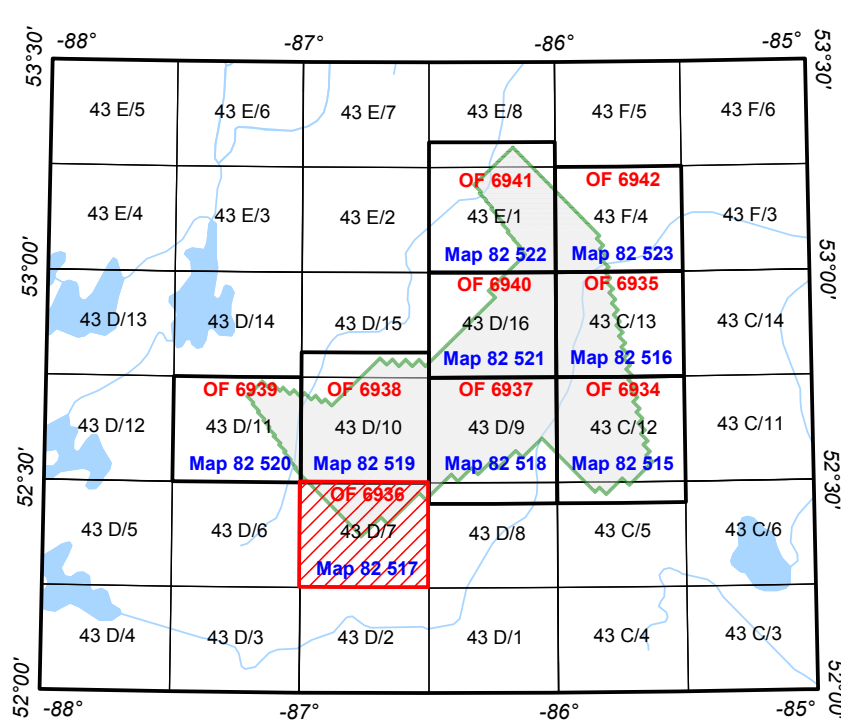 53°30'
-88°
-87°
-86°
-85°
53°30'
43 E/5
43 E/6
43 E/7
43 E/8
43 F/5
43 F/6
OF 6941
OF 6942
43 E/4
43 E/3
43 E/2
43 E/1
43 F/4
43 F/3
Map 82 522
Map 82 523
53°00'
53°00'
OF 6940
OF 6935
43 D/13
43 D/14
43 D/15
43 D/16
43 C/13
43 C/14
Map 82 521
Map 82 516
OF 6939
OF 6938
OF 6937
OF 6934
43 D/12
43 D/11
43 D/10
43 D/9
43 C/12
43 C/11
Map 82 520
Map 82 519
Map 82 518
Map 82 515
52°30'
52°30'
OF 6936
43 D/5
43 D/6
43 D/7
43 D/8
43 C/5
43 C/6
Map 82 517
43 D/4
43 D/3
43 D/2
43 D/1
43 C/4
43 C/3
52°00'
52°00'
-88°
-87°
-86°
-85°